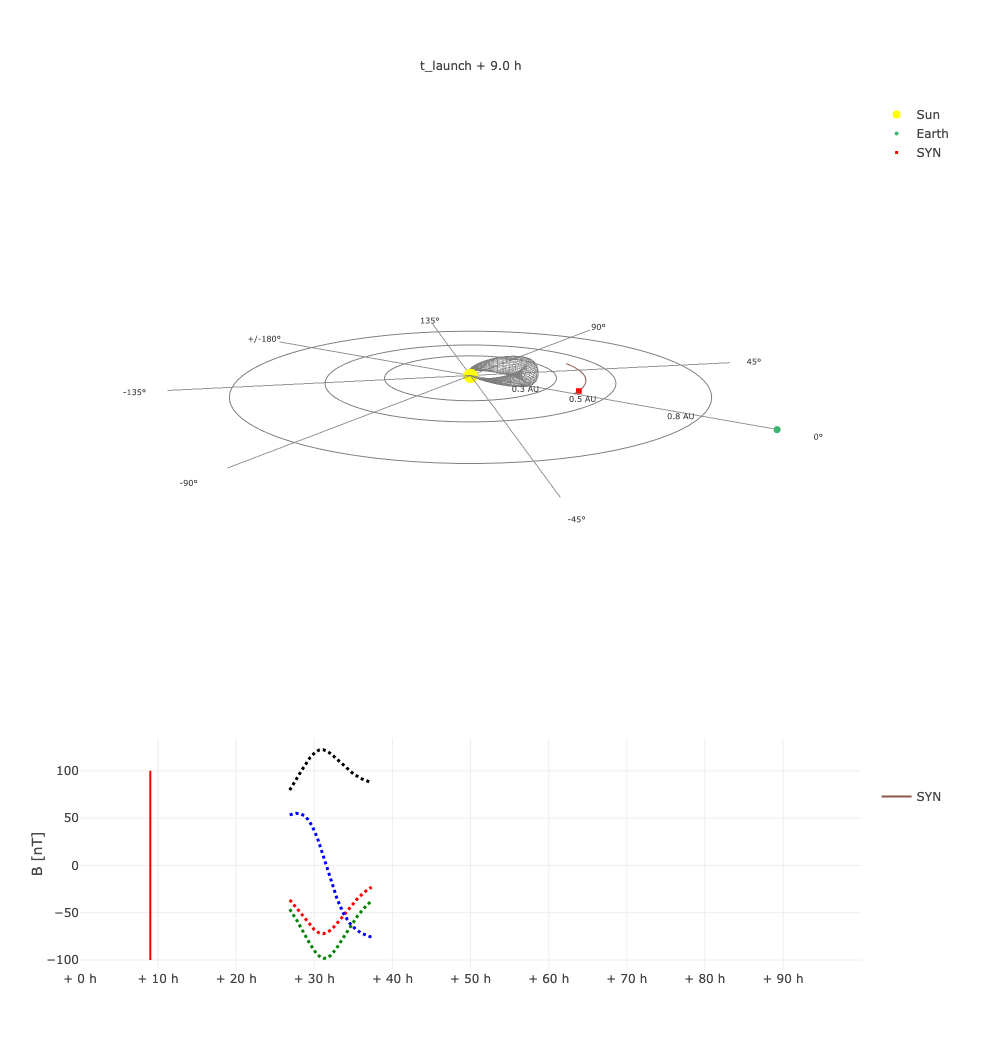 t_launch + 9.0 h
Sun
Earth
SYN
135°
90°
+/-180°
45°
-135°
0.3 AU
0.5 AU
0.8 AU
0°
-90°
-45°
100
50
0
−50
−100
B [nT]
SYN
+ 0 h
+ 10 h
+ 20 h
+ 30 h
+ 40 h
+ 50 h
+ 60 h
+ 70 h
+ 80 h
+ 90 h